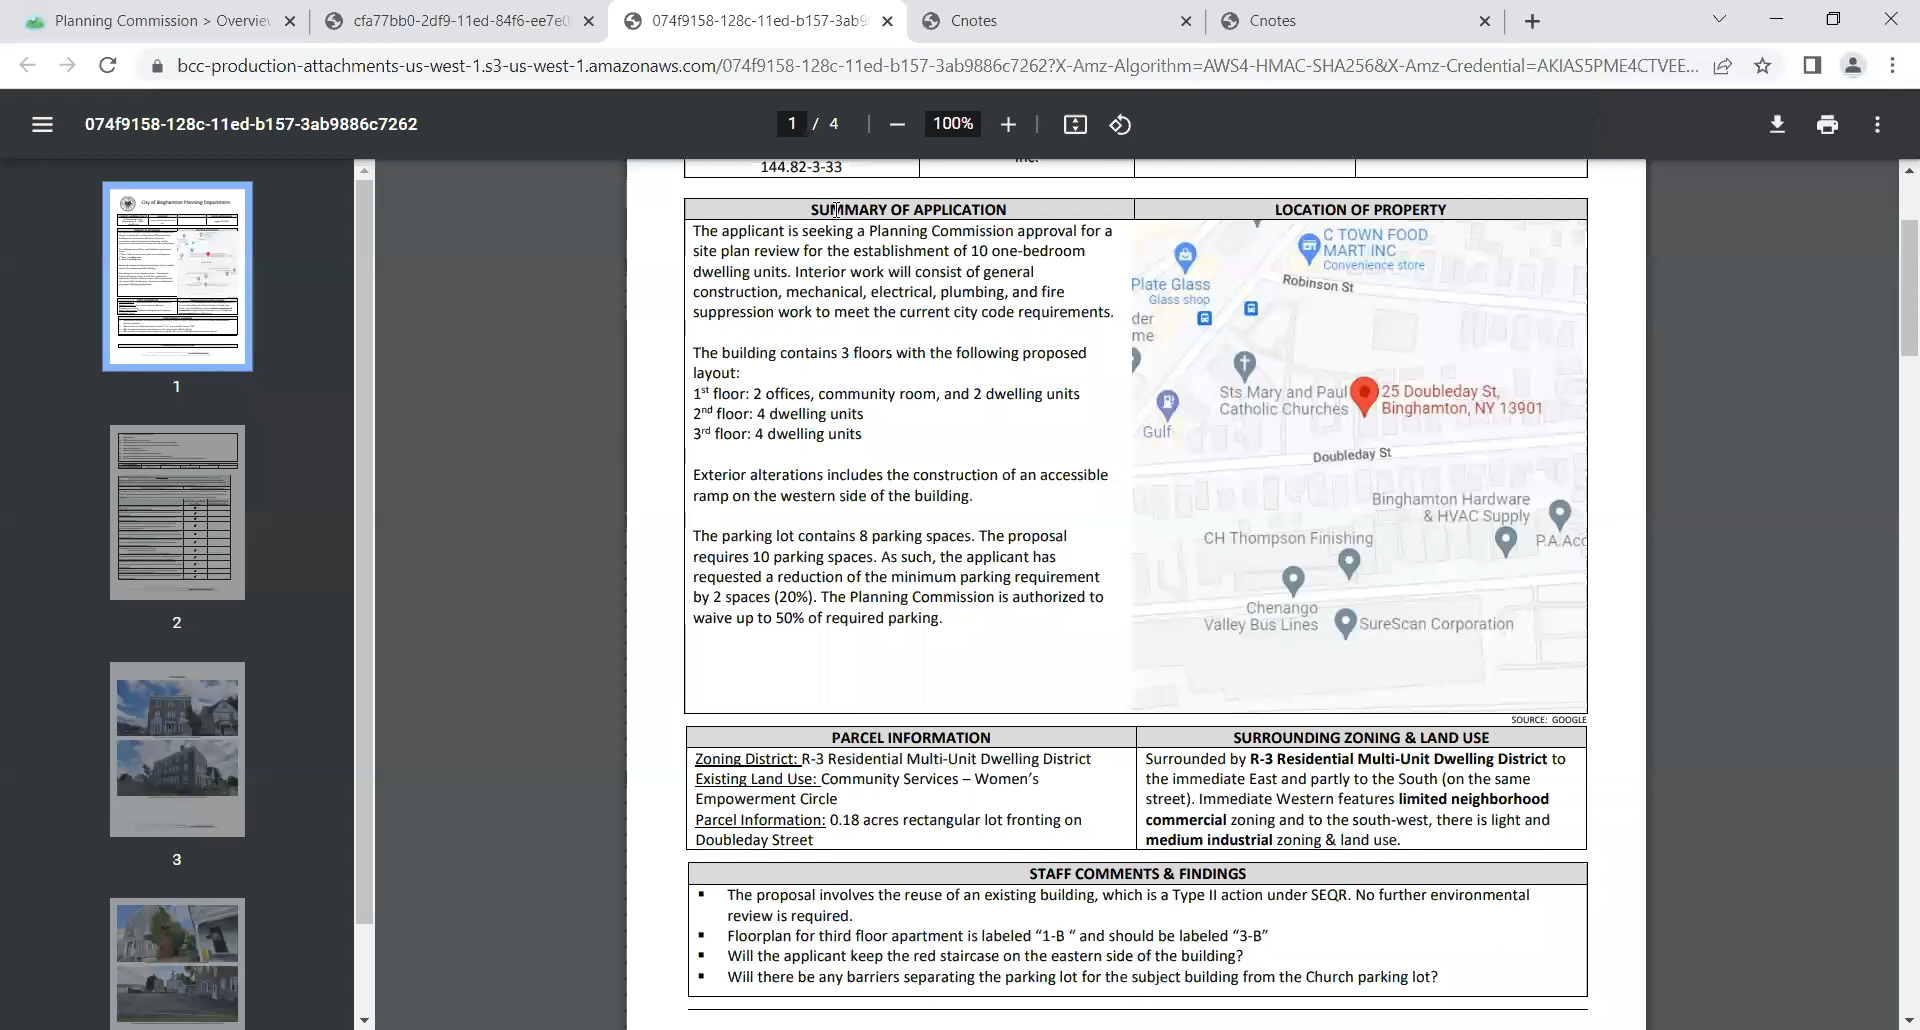 Planning Commission > Overview
cfa77bb0-2df9-11ed-84f6-ee7e0
074f9158-128c-11ed-b157-3ab9
Cnotes
Cnotes
bcc-production-attachments-us-west-1.s3-us-west-1.amazonaws.com/074f9158-128c-11ed-b157-3ab9886c7262?X-Amz-Algorithm=AWS4-HMAC-SHA256&X-Amz-Credential=AKIAS5PME4CTVEE...
074f9158-128c-11ed-b157-3ab9886c7262
1 / 4
100%
City of Binghamton Planning Department
1
2
3
144.82-3-33
SUMMARY OF APPLICATION
The applicant is seeking a Planning Commission approval for a
site plan review for the establishment of 10 one-bedroom
dwelling units. Interior work will consist of general
construction, mechanical, electrical, plumbing, and fire
suppression work to meet the current city code requirements.
The building contains 3 floors with the following proposed
layout:
1st floor: 2 offices, community room, and 2 dwelling units
2nd floor: 4 dwelling units
3rd floor: 4 dwelling units
Exterior alterations includes the construction of an accessible
ramp on the western side of the building.
The parking lot contains 8 parking spaces. The proposal
requires 10 parking spaces. As such, the applicant has
requested a reduction of the minimum parking requirement
by 2 spaces (20%). The Planning Commission is authorized to
waive up to 50% of required parking.
LOCATION OF PROPERTY
C TOWN FOOD
MART INC
Convenience store
Plate Glass
Glass shop
Robinson St
der
me
Sts Mary and Paul
Catholic Churches
25 Doubleday St,
Binghamton, NY 13901
Gulf
Doubleday St
Binghamton Hardware
& HVAC Supply
CH Thompson Finishing
P.A.Acc
Chenango
Valley Bus Lines
SureScan Corporation
SOURCE: GOOGLE
PARCEL INFORMATION
Zoning District: R-3 Residential Multi-Unit Dwelling District
Existing Land Use: Community Services – Women's
Empowerment Circle
Parcel Information: 0.18 acres rectangular lot fronting on
Doubleday Street
SURROUNDING ZONING & LAND USE
Surrounded by R-3 Residential Multi-Unit Dwelling District to
the immediate East and partly to the South (on the same
street). Immediate Western features limited neighborhood
commercial zoning and to the south-west, there is light and
medium industrial zoning & land use.
STAFF COMMENTS & FINDINGS
▪ The proposal involves the reuse of an existing building, which is a Type II action under SEQR. No further environmental
review is required.
▪ Floorplan for third floor apartment is labeled “1-B “ and should be labeled “3-B”
▪ Will the applicant keep the red staircase on the eastern side of the building?
▪ Will there be any barriers separating the parking lot for the subject building from the Church parking lot?